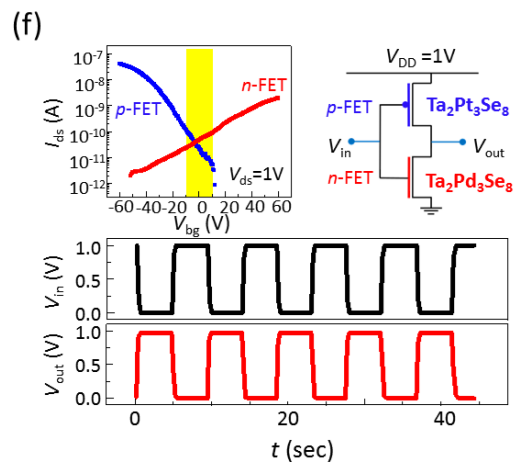 (f)
10⁻⁷
10⁻⁸
10⁻⁹
10⁻¹⁰
10⁻¹¹
10⁻¹²
I_ds (A)
n-FET
p-FET
V_ds=1V
-60 -40 -20 0 20 40 60
V_bg (V)
V_DD =1V
p-FET
Ta₂Pt₃Se₈
V_in
V_out
n-FET
Ta₂Pd₃Se₈
1.0
0.5
0.0
V_in (V)
1.0
0.5
0.0
V_out (V)
0 20 40
t (sec)